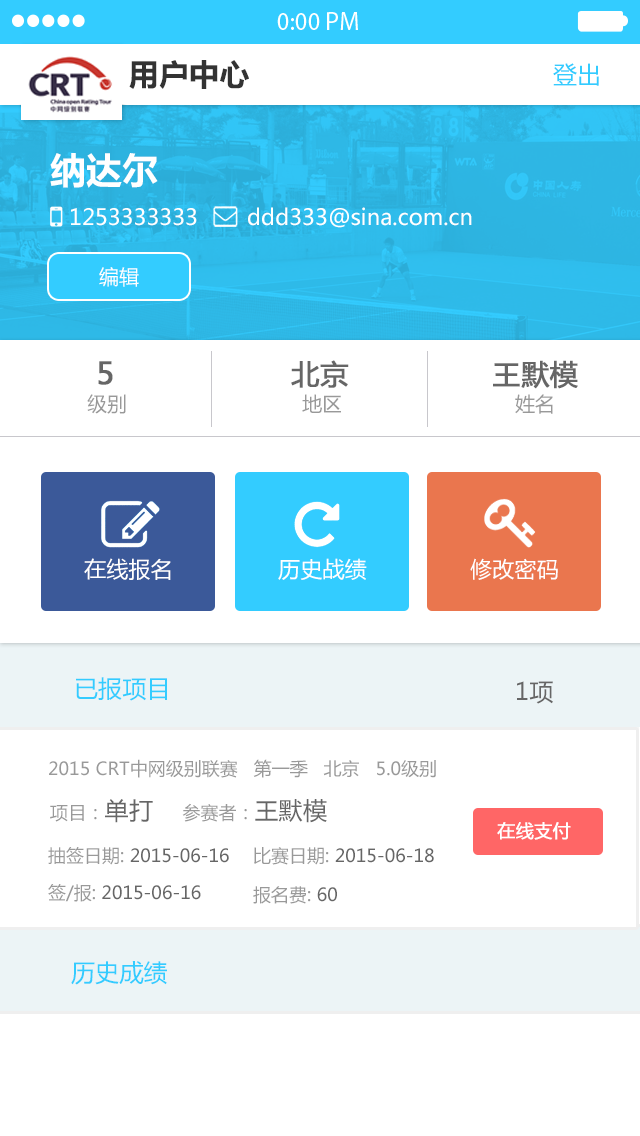 0:00 PM
CRT
China open Rating Tour
中网级别联赛
用户中心
登出
WTA
88
中国人寿
纳达尔
1253333333
ddd333@sina.com.cn
编辑
5
北京
王默模
级别
地区
姓名
在线报名
历史战绩
修改密码
已报项目
1项
2015 CRT中网级别联赛 第一季 北京 5.0级别
项目：单打 参赛者：王默模
在线支付
抽签日期: 2015-06-16 比赛日期: 2015-06-18
签/报: 2015-06-16 报名费: 60
历史成绩